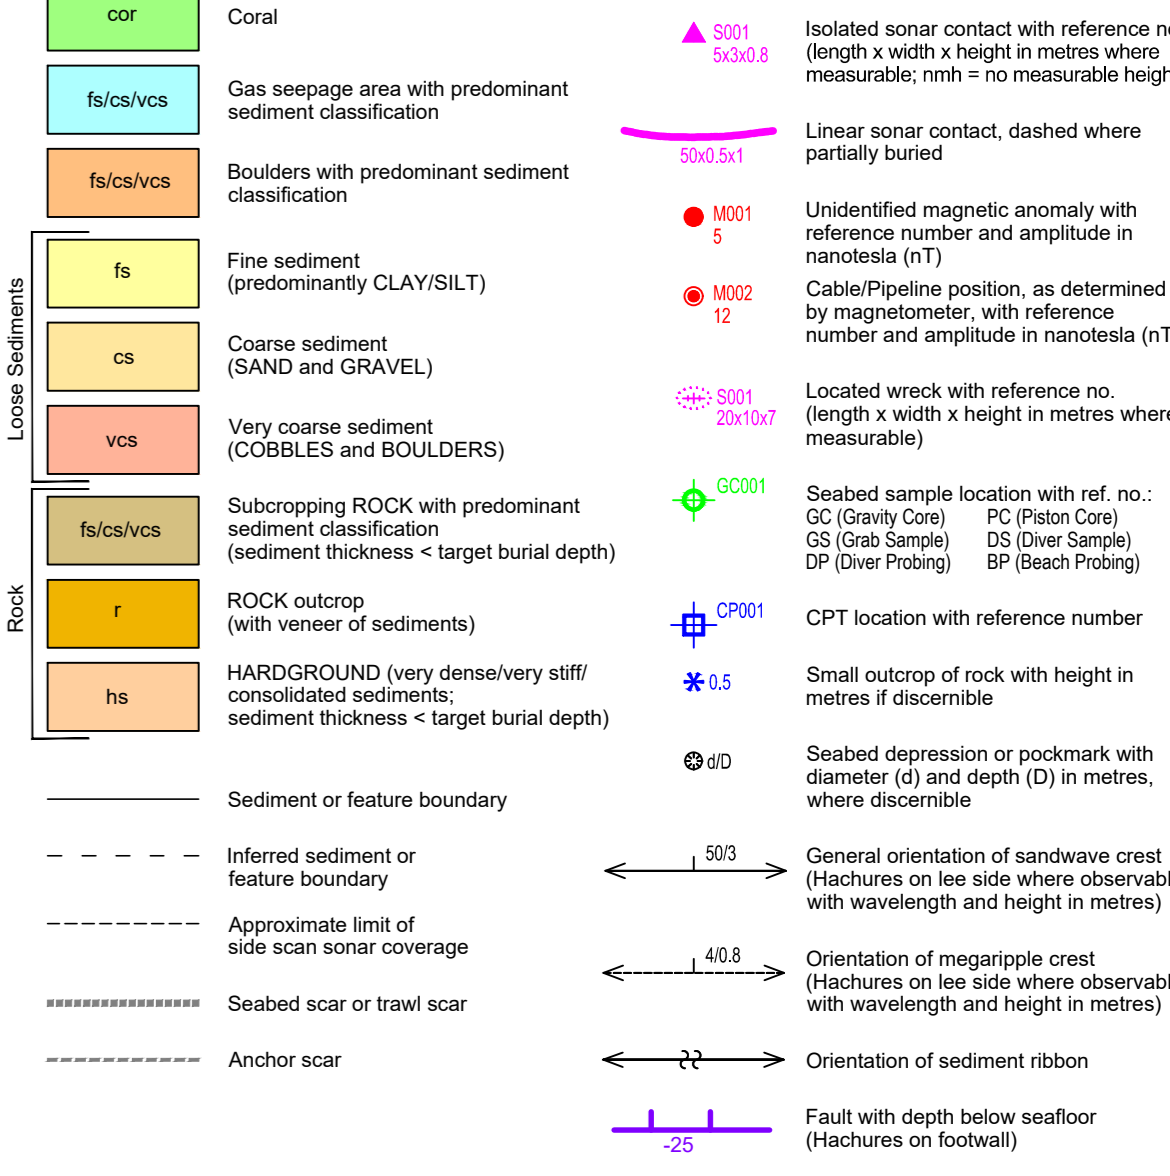 cor
Coral
fs/cs/vcs
Gas seepage area with predominant
sediment classification
fs/cs/vcs
Boulders with predominant sediment
classification
Loose Sediments
fs
Fine sediment
(predominantly CLAY/SILT)
cs
Coarse sediment
(SAND and GRAVEL)
vcs
Very coarse sediment
(COBBLES and BOULDERS)
Rock
fs/cs/vcs
Subcropping ROCK with predominant
sediment classification
(sediment thickness < target burial depth)
r
ROCK outcrop
(with veneer of sediments)
hs
HARDGROUND (very dense/very stiff/
consolidated sediments;
sediment thickness < target burial depth)
Sediment or feature boundary
Inferred sediment or
feature boundary
Approximate limit of
side scan sonar coverage
Seabed scar or trawl scar
Anchor scar
S001
5x3x0.8
Isolated sonar contact with reference
(length x width x height in metres where
measurable; nmh = no measurable
50x0.5x1
Linear sonar contact, dashed where
partially buried
M001
5
Unidentified magnetic anomaly with
reference number and amplitude in
nanotesla (nT)
M002
12
Cable/Pipeline position, as determined
by magnetometer, with reference
number and amplitude in nanotesla (nT
S001
20x10x7
Located wreck with reference no.
(length x width x height in metres where
measurable)
GC001
Seabed sample location with ref. no.:
GC (Gravity Core) PC (Piston Core)
GS (Grab Sample) DS (Diver Sample)
DP (Diver Probing) BP (Beach Probing)
CP001
CPT location with reference number
0.5
Small outcrop of rock with height in
metres if discernible
d/D
Seabed depression or pockmark with
diameter (d) and depth (D) in metres,
where discernible
50/3
General orientation of sandwave crest
(Hachures on lee side where
with wavelength and height in metres)
4/0.8
Orientation of megaripple crest
(Hachures on lee side where
with wavelength and height in metres)
Orientation of sediment ribbon
-25
Fault with depth below seafloor
(Hachures on footwall)